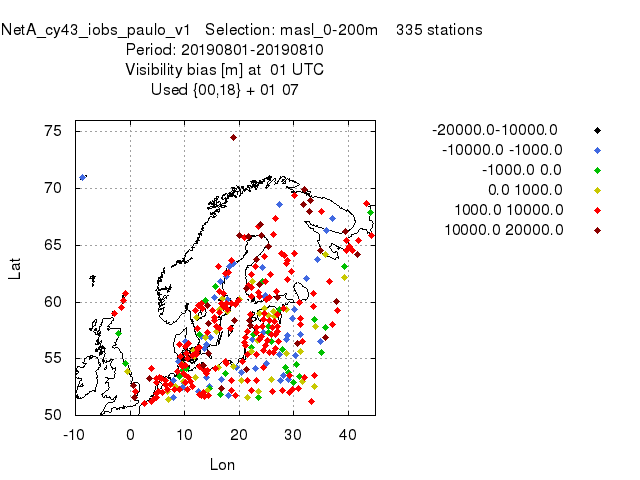 NetA_cy43_iobs_paulo_v1 Selection: masl_0-200m 335 stations
Period: 20190801-20190810
Visibility bias [m] at 01 UTC
Used {00,18} + 01 07
-20000.0-10000.0
-10000.0 -1000.0
-1000.0 0.0
0.0 1000.0
1000.0 10000.0
10000.0 20000.0
75
70
65
60
55
50
Lat
-10 0 10 20 30 40
Lon